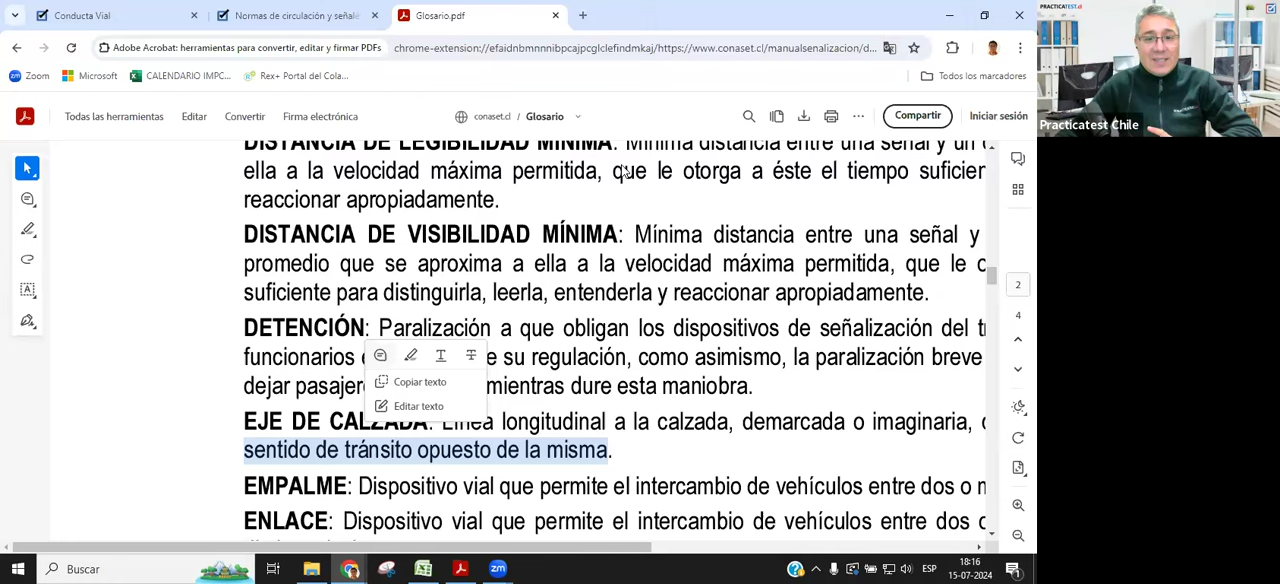 Conducta Vial
Normas de circulación y señale
Glosario.pdf
PRACTICATEST.cl
Adobe Acrobat: herramientas para convertir, editar y firmar PDFs
chrome-extension://efaidnbmnnnibpcajpcglclefindmkaj/https://www.conaset.cl/manualsenalizacion/d...
Zoom
Microsoft
CALENDARIO IMPC...
Rex+ Portal del Cola...
Todos los marcadores
Todas las herramientas
Editar
Convertir
Firma electrónica
conaset.cl / Glosario
Compartir
Iniciar sesión
Practicatest Chile
DISTANCIA DE LEGIBILIDAD MÍNIMA: Mínima distancia entre una señal y un
ella a la velocidad máxima permitida, que le otorga a éste el tiempo suficien
reaccionar apropiadamente.
DISTANCIA DE VISIBILIDAD MÍNIMA: Mínima distancia entre una señal y
promedio que se aproxima a ella a la velocidad máxima permitida, que le o
suficiente para distinguirla, leerla, entenderla y reaccionar apropiadamente.
DETENCIÓN: Paralización a que obligan los dispositivos de señalización del tr
funcionarios e su regulación, como asimismo, la paralización breve
dejar pasajer mientras dure esta maniobra.
Copiar texto
Editar texto
EJE DE CALZADA: Línea longitudinal a la calzada, demarcada o imaginaria,
sentido de tránsito opuesto de la misma.
EMPALME: Dispositivo vial que permite el intercambio de vehículos entre dos o m
ENLACE: Dispositivo vial que permite el intercambio de vehículos entre dos o
2
4
Buscar
ESP
18:16
15-07-2024
1